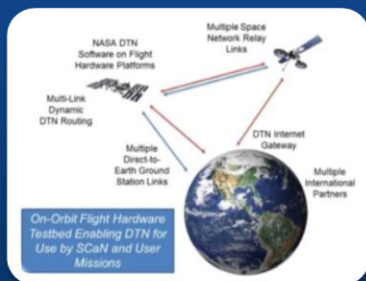 Multiple Space
Network Relay
Links
NASA DTN
Software on Flight
Hardware Platforms
Multi-Link
Dynamic
DTN Routing
DTN Internet
Gateway
Multiple
Direct-to-
Earth Ground
Station Links
Multiple
International
Partners
On-Orbit Flight Hardware
Testbed Enabling DTN for
Use by SCaN and User
Missions